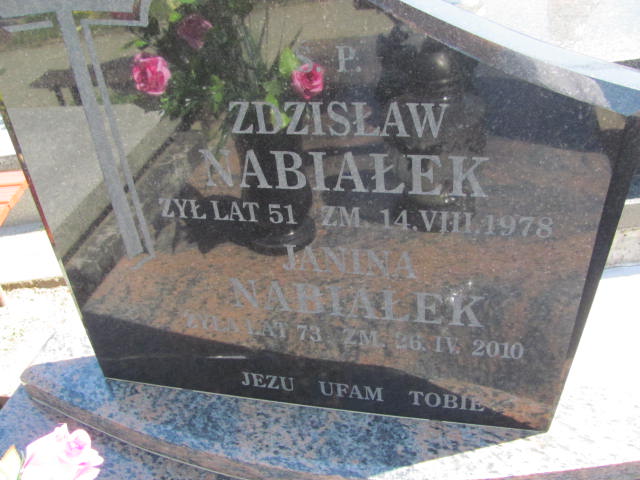 Ś. P.
ZDZISŁAW
NABIAŁEK
ŻYŁ LAT 51 ZM. 14.VIII.1978
JANINA
NABIAŁEK
ŻYŁA LAT 73 ZM. 26.IV.2010
JEZU UFAM TOBIE